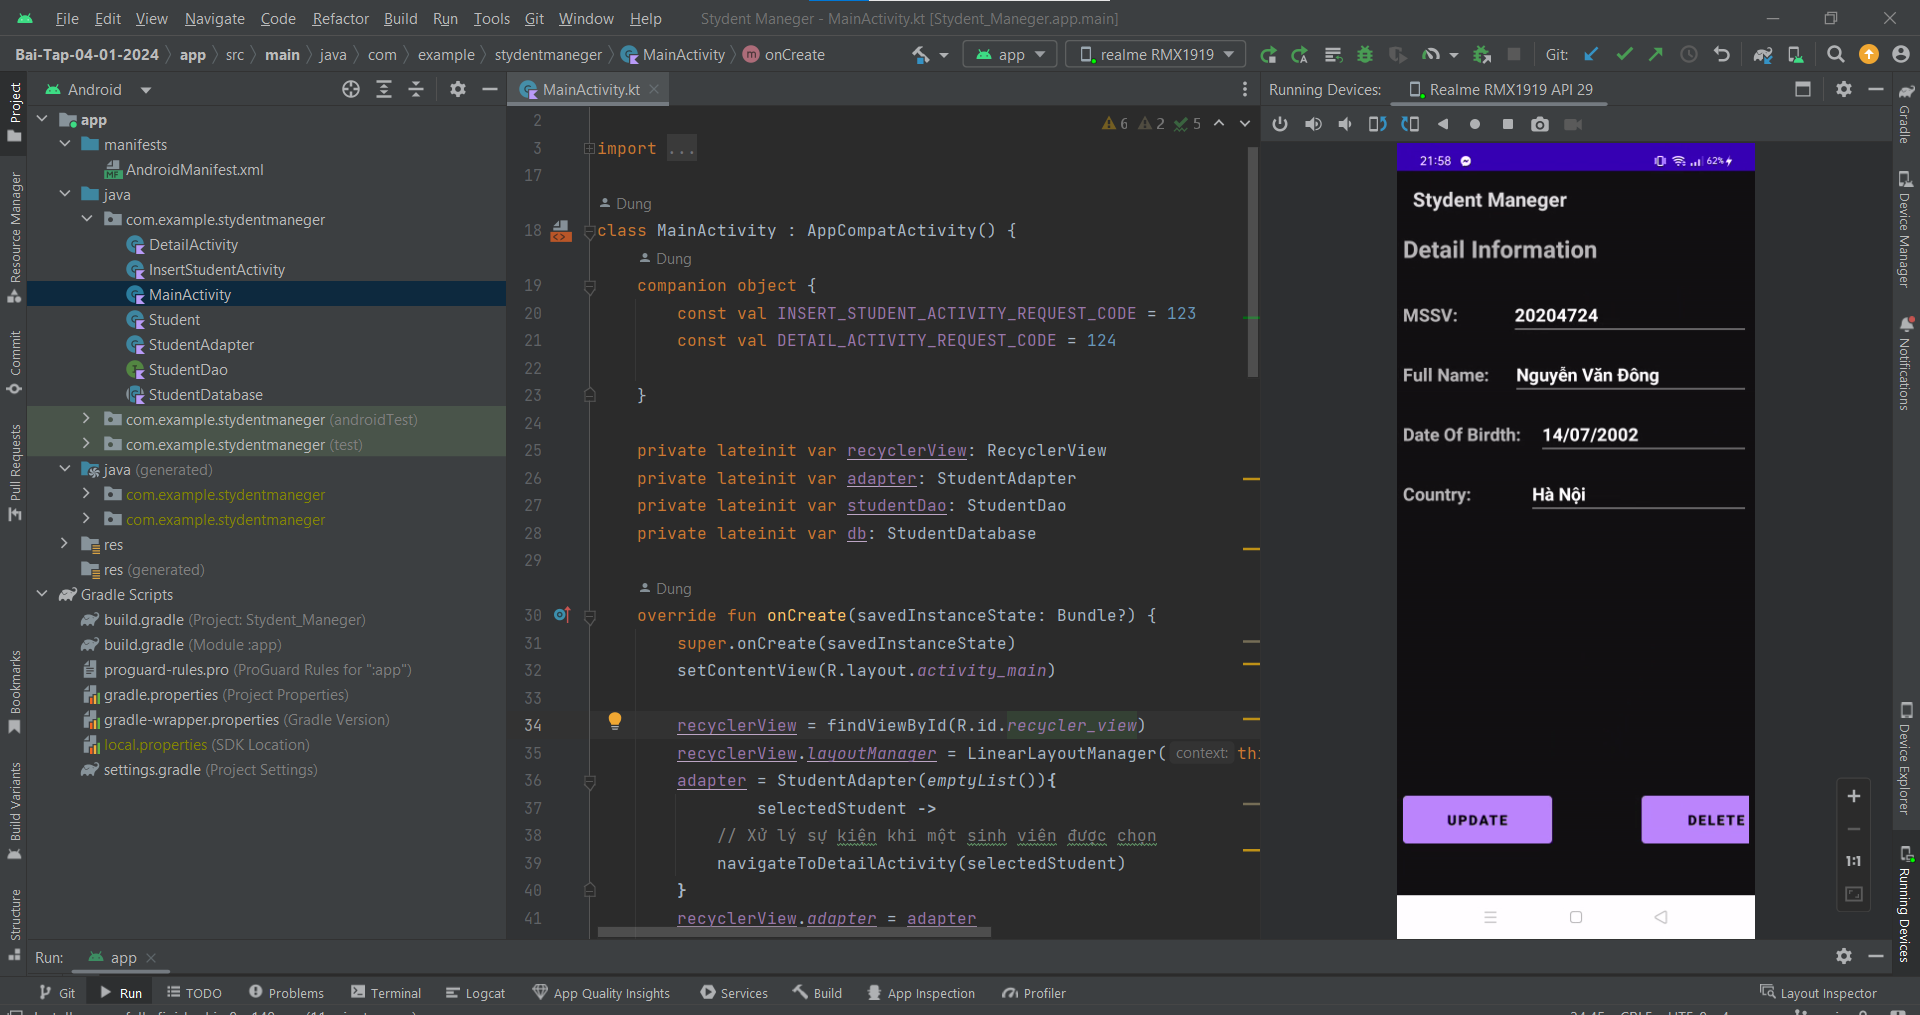 File Edit View Navigate Code Refactor Build Run Tools Git Window Help Stydent Maneger - MainActivity.kt [Stydent_Maneger.app.main]
Bai-Tap-04-01-2024 app src main java com example stydentmaneger MainActivity onCreate app realme RMX1919 Git:
Project
Resource Manager
Commit
Pull Requests
Bookmarks
Build Variants
Structure
Android
app
manifests
AndroidManifest.xml
java
com.example.stydentmaneger
DetailActivity
InsertStudentActivity
MainActivity
Student
StudentAdapter
StudentDao
StudentDatabase
com.example.stydentmaneger (androidTest)
com.example.stydentmaneger (test)
java (generated)
com.example.stydentmaneger
com.example.stydentmaneger
res
res (generated)
Gradle Scripts
build.gradle (Project: Stydent_Maneger)
build.gradle (Module :app)
proguard-rules.pro (ProGuard Rules for ":app")
gradle.properties (Project Properties)
gradle-wrapper.properties (Gradle Version)
local.properties (SDK Location)
settings.gradle (Project Settings)
MainActivity.kt
6 2 5
2
3 import ...
17
Dung
18 class MainActivity : AppCompatActivity() {
Dung
19 companion object {
20 const val INSERT_STUDENT_ACTIVITY_REQUEST_CODE = 123
21 const val DETAIL_ACTIVITY_REQUEST_CODE = 124
22
23 }
24
25 private lateinit var recyclerView: RecyclerView
26 private lateinit var adapter: StudentAdapter
27 private lateinit var studentDao: StudentDao
28 private lateinit var db: StudentDatabase
29
Dung
30 override fun onCreate(savedInstanceState: Bundle?) {
31 super.onCreate(savedInstanceState)
32 setContentView(R.layout.activity_main)
33
34 recyclerView = findViewById(R.id.recycler_view)
35 recyclerView.layoutManager = LinearLayoutManager( context: thi
36 adapter = StudentAdapter(emptyList()){
37 selectedStudent ->
38 // Xử lý sự kiện khi một sinh viên được chọn
39 navigateToDetailActivity(selectedStudent)
40 }
41 recyclerView.adapter = adapter
Running Devices: Realme RMX1919 API 29
21:58 62%
Stydent Maneger
Detail Information
MSSV: 20204724
Full Name: Nguyễn Văn Đông
Date Of Birdth: 14/07/2002
Country: Hà Nội
UPDATE DELETE
1:1
Gradle
Device Manager
Notifications
Device Explorer
Running Devices
Run: app
Git Run TODO Problems Terminal Logcat App Quality Insights Services Build App Inspection Profiler Layout Inspector